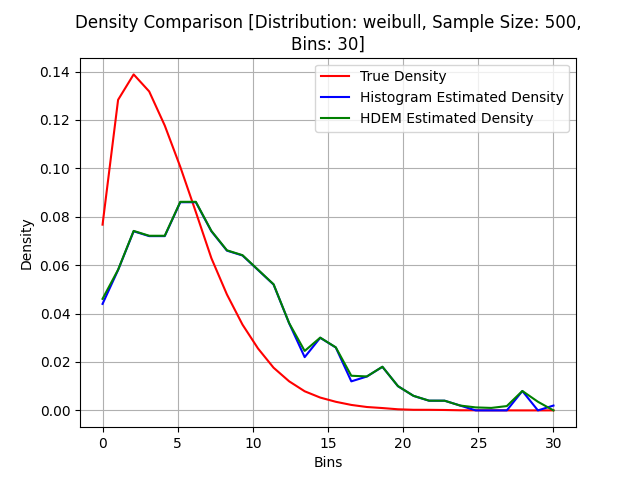 Density Comparison [Distribution: weibull, Sample Size: 500,
Bins: 30]
True Density
Histogram Estimated Density
HDEM Estimated Density
Density
0.14
0.12
0.10
0.08
0.06
0.04
0.02
0.00
0 5 10 15 20 25 30
Bins